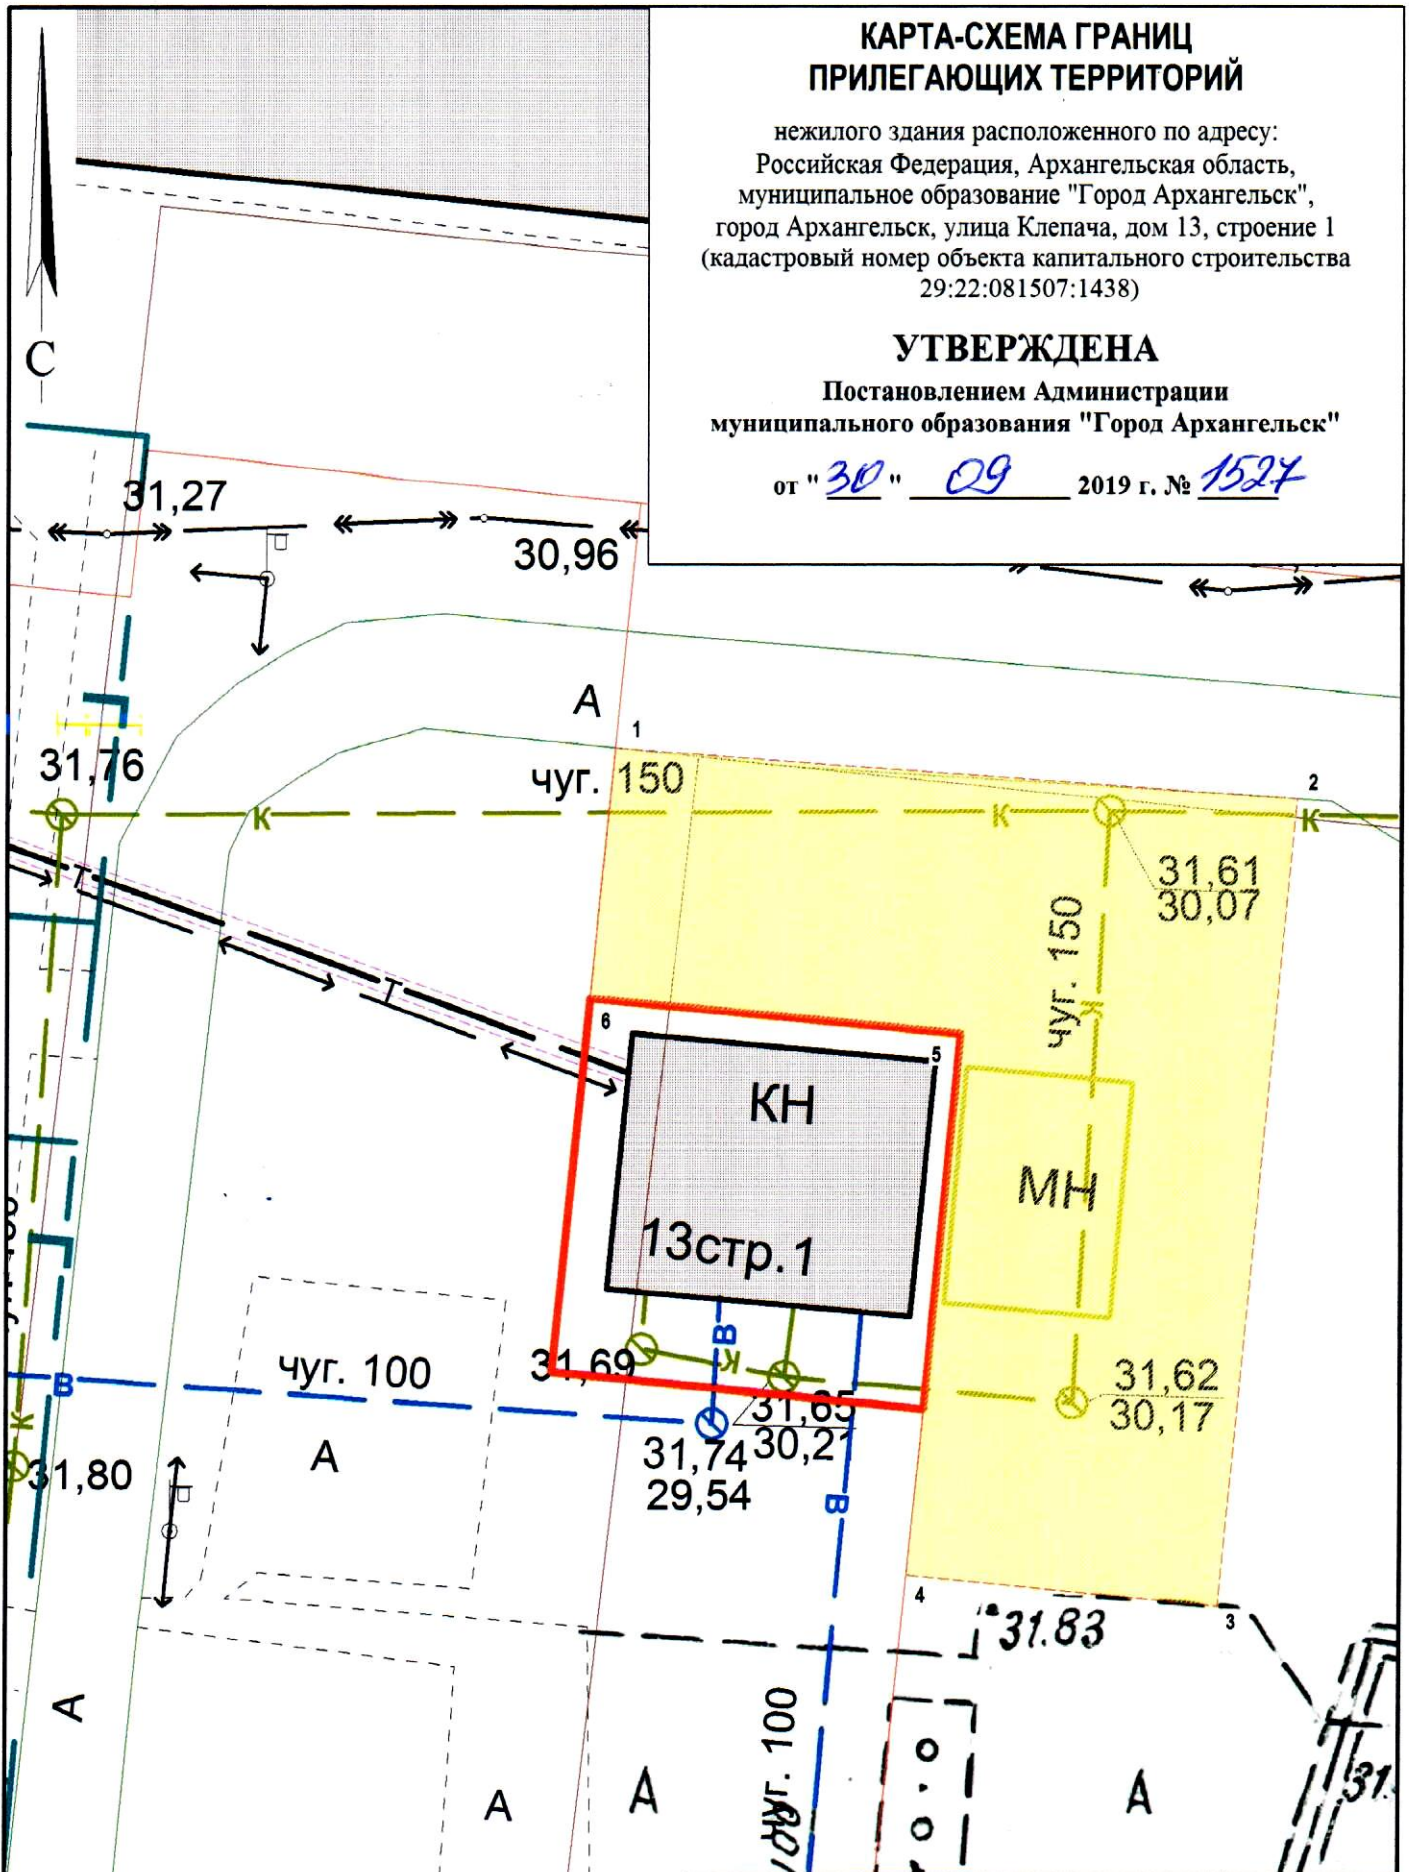 КАРТА-СХЕМА ГРАНИЦ
ПРИЛЕГАЮЩИХ ТЕРРИТОРИЙ
нежилого здания расположенного по адресу:
Российская Федерация, Архангельская область,
муниципальное образование "Город Архангельск",
город Архангельск, улица Клепача, дом 13, строение 1
(кадастровый номер объекта капитального строительства
29:22:081507:1438)
УТВЕРЖДЕНА
Постановлением Администрации
муниципального образования "Город Архангельск"
от "30" 09 2019 г. № 1527
С
31,27
30,96
А
1
31,76
чуг. 150
2
К
К
К
31,61
30,07
Т
чуг. 150
Т
К
6
5
КН
МН
13стр.1
31,69
В
К
чуг. 100
В
31,62
30,17
К
31,65
30,21
31,74
29,54
А
31,80
В
4
3
31.83
А
чуг. 100
А
А
А
31.